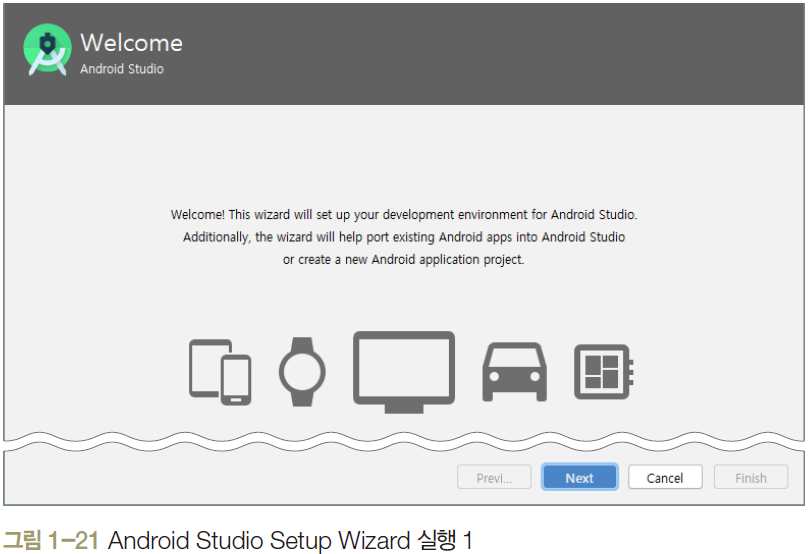 Welcome
Android Studio
Welcome! This wizard will set up your development environment for Android Studio.
Additionally, the wizard will help port existing Android apps into Android Studio
or create a new Android application project.
Previ... Next Cancel Finish
그림 1-21 Android Studio Setup Wizard 실행 1